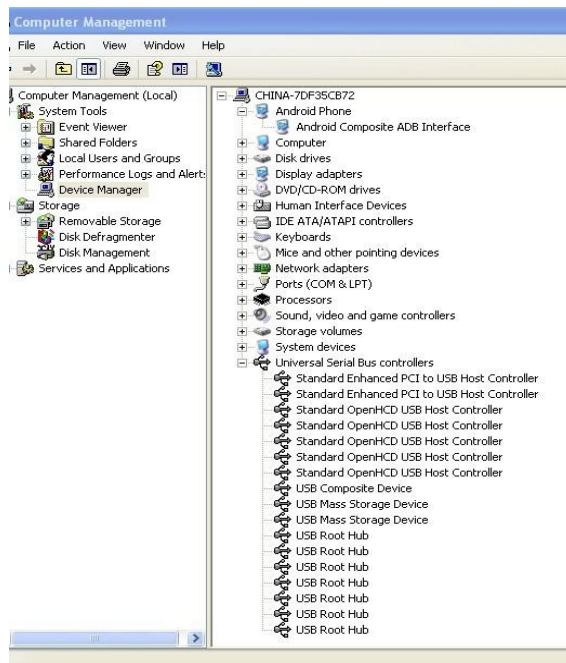 Computer Management
File Action View Window Help
Computer Management (Local)
System Tools
Event Viewer
Shared Folders
Local Users and Groups
Performance Logs and Alert
Device Manager
Storage
Removable Storage
Disk Defragmenter
Disk Management
Services and Applications
CHINA-7DF35CB72
Android Phone
Android Composite ADB Interface
Computer
Disk drives
Display adapters
DVD/CD-ROM drives
Human Interface Devices
IDE ATA/ATAPI controllers
Keyboards
Mice and other pointing devices
Network adapters
Ports (COM & LPT)
Processors
Sound, video and game controllers
Storage volumes
System devices
Universal Serial Bus controllers
Standard Enhanced PCI to USB Host Controller
Standard Enhanced PCI to USB Host Controller
Standard OpenHCD USB Host Controller
Standard OpenHCD USB Host Controller
Standard OpenHCD USB Host Controller
Standard OpenHCD USB Host Controller
Standard OpenHCD USB Host Controller
USB Composite Device
USB Mass Storage Device
USB Mass Storage Device
USB Root Hub
USB Root Hub
USB Root Hub
USB Root Hub
USB Root Hub
USB Root Hub
USB Root Hub